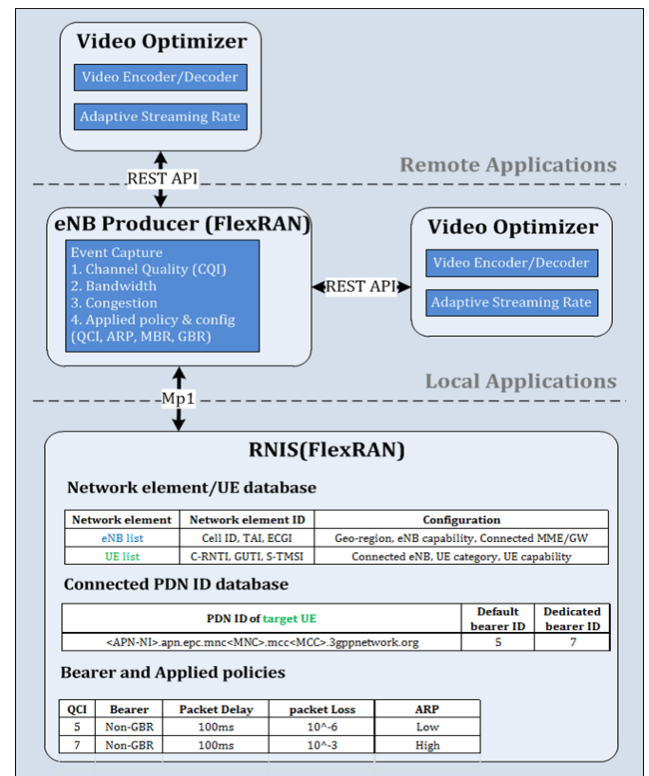 Video Optimizer
Video Encoder/Decoder
Adaptive Streaming Rate
REST API
Remote Applications
eNB Producer (FlexRAN)
Event Capture
1. Channel Quality (CQI)
2. Bandwidth
3. Congestion
4. Applied policy & config
(QCI, ARP, MBR, GBR)
REST API
Video Optimizer
Video Encoder/Decoder
Adaptive Streaming Rate
Local Applications
Mp1
RNIS(FlexRAN)
Network element/UE database
Network element Network element ID Configuration
eNB list Cell ID, TAI, ECGI Geo-region, eNB capability, Connected MME/GW
UE list C-RNTI, GUTI, S-TMSI Connected eNB, UE category, UE capability
Connected PDN ID database
PDN ID of target UE Default bearer ID Dedicated bearer ID
<APN-NI>.apn.epc.mnc<MNC>.mcc<MCC>.3gppnetwork.org 5 7
Bearer and Applied policies
QCI Bearer Packet Delay packet Loss ARP
5 Non-GBR 100ms 10^-6 Low
7 Non-GBR 100ms 10^-3 High